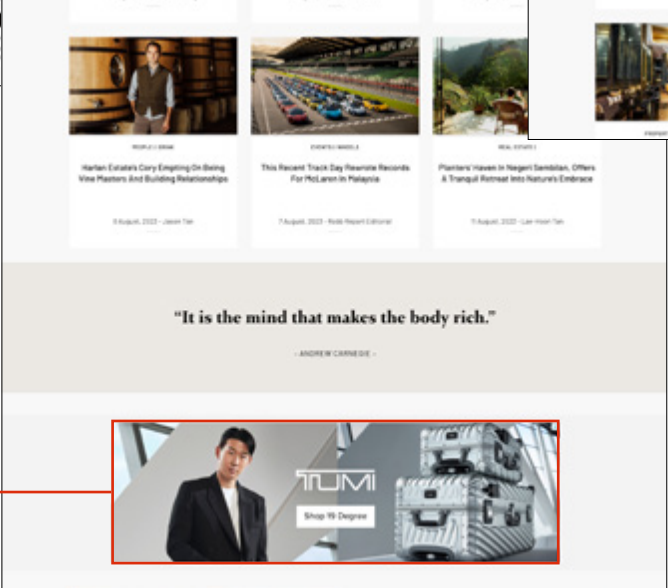 PEOPLE | DRINK
Harlan Estate's Cory Empting On Being
Vine Masters And Building Relationships
August, 2023 - Jason Tan
EVENTS | WHEELS
This Recent Track Day Rewrote Records
For McLaren In Malaysia
7 August, 2023 - Robb Report Editorial
REAL ESTATE |
Planters' Haven In Negeri Sembilan, Offers
A Tranquil Retreat Into Nature's Embrace
11 August, 2023 - Lee-Hoon Tan
“It is the mind that makes the body rich.”
- ANDREW CARNEGIE -
TUMI
Shop 19 Degree